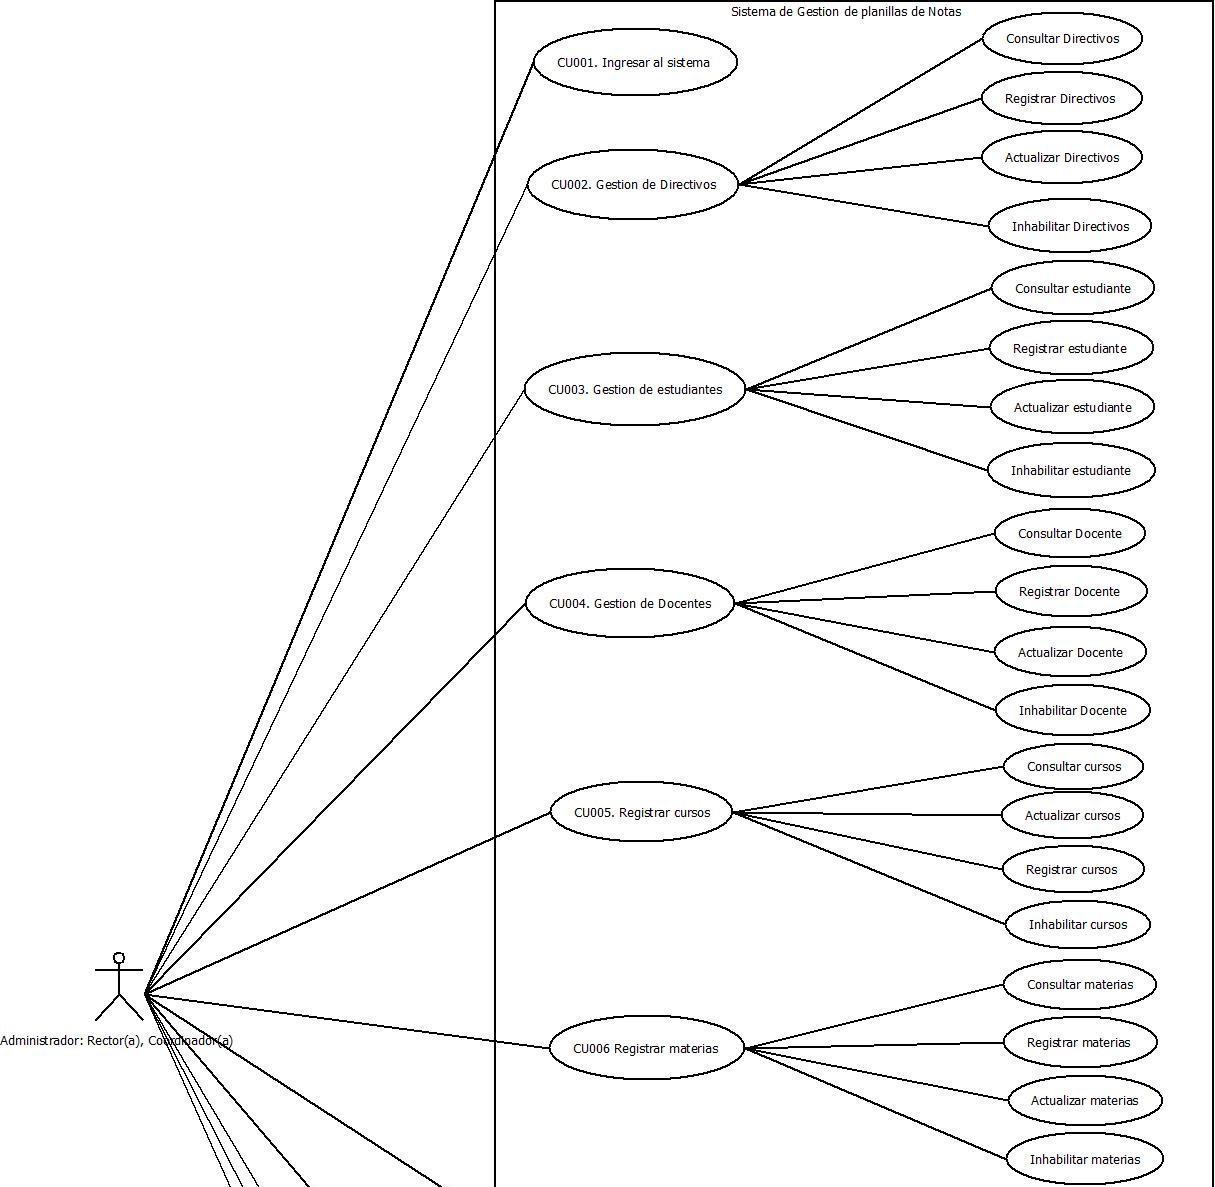 Sistema de Gestion de planillas de Notas
CU001. Ingresar al sistema
CU002. Gestion de Directivos
Consultar Directivos
Registrar Directivos
Actualizar Directivos
Inhabilitar Directivos
CU003. Gestion de estudiantes
Consultar estudiante
Registrar estudiante
Actualizar estudiante
Inhabilitar estudiante
CU004. Gestion de Docentes
Consultar Docente
Registrar Docente
Actualizar Docente
Inhabilitar Docente
CU005. Registrar cursos
Consultar cursos
Actualizar cursos
Registrar cursos
Inhabilitar cursos
Administrador: Rector(a), Coordinador(a)
CU006 Registrar materias
Consultar materias
Registrar materias
Actualizar materias
Inhabilitar materias